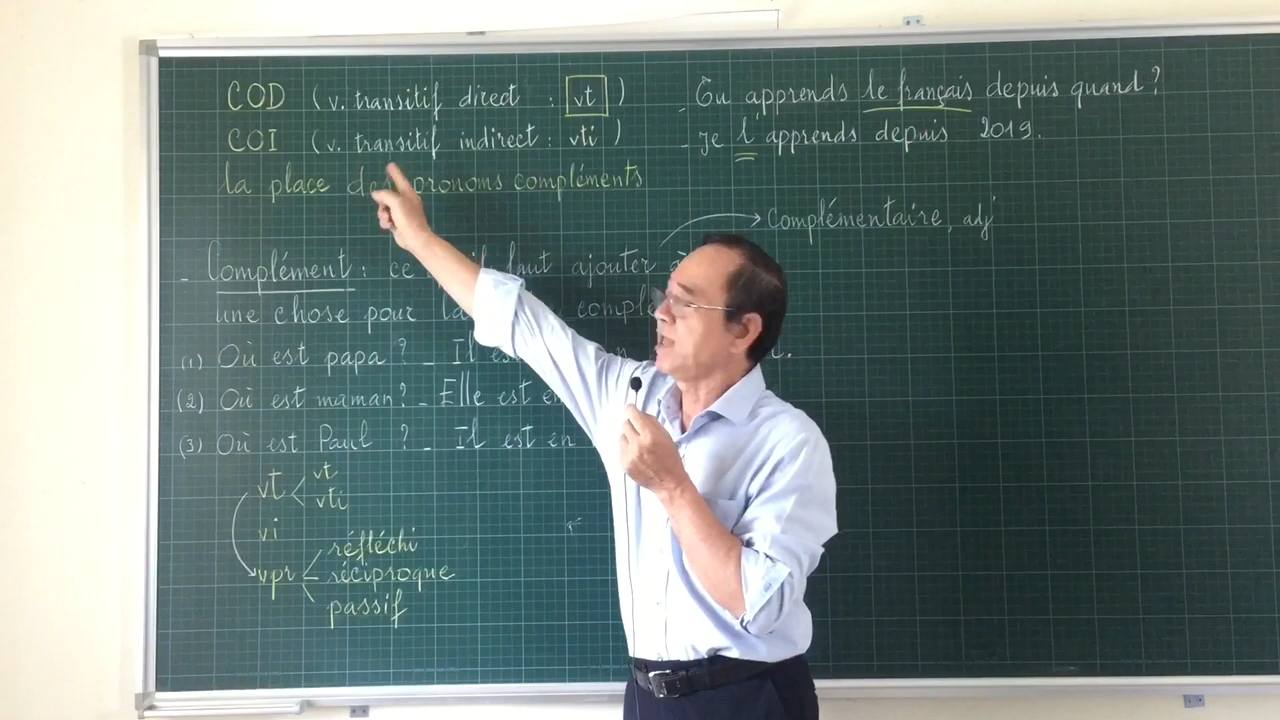 COD (v. transitif direct : vt)
COI (v. transitif indirect : vti)
la place des pronoms compléments
- Tu apprends le français depuis quand ?
- Je l'apprends depuis 2019.
complémentaire, adj
- Complément : ce faut ajouter à
une chose pour la
(1) Où est papa ? - Il est en
(2) Où est maman ? - Elle est en
(3) Où est Paul ? - Il est en
vt < vt
vti
vi
vpr réfléchi
réciproque
passif